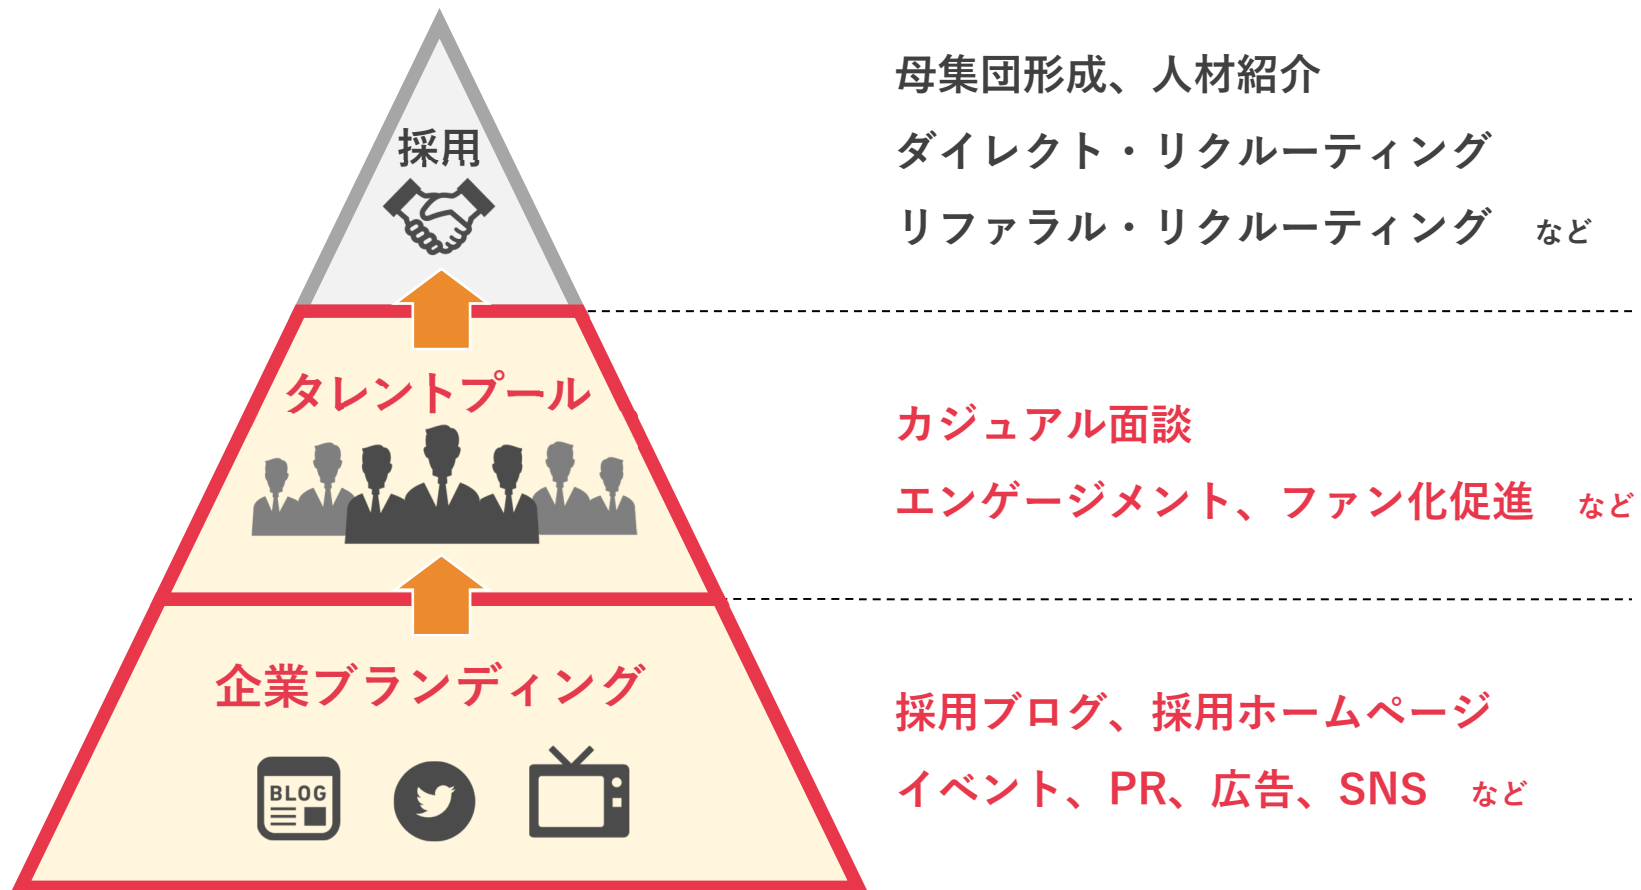 採用
母集団形成、人材紹介
ダイレクト・リクルーティング
リファラル・リクルーティング など
タレントプール
カジュアル面談
エンゲージメント、ファン化促進 など
企業ブランディング
BLOG
採用ブログ、採用ホームページ
イベント、PR、広告、SNS など